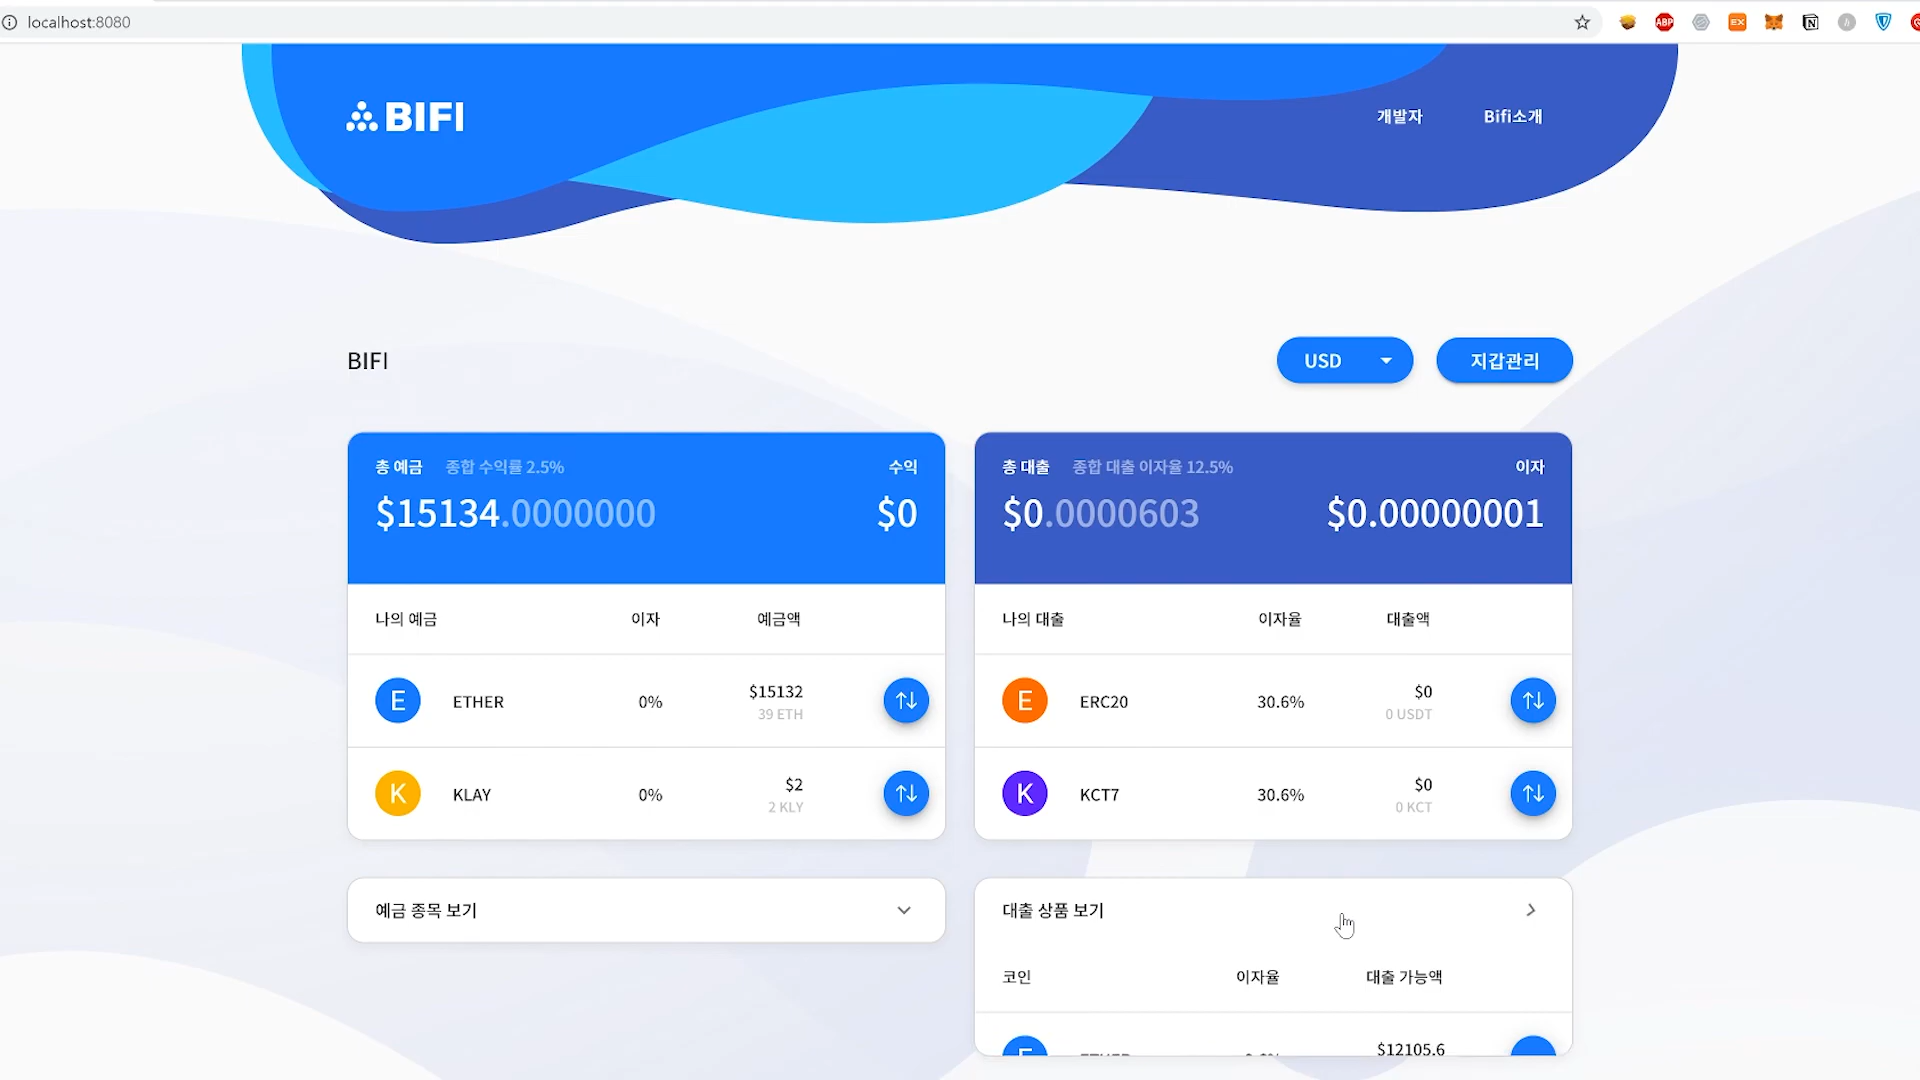 localhost:8080
ABP
EX
BIFI
개발자 Bifi소개
BIFI
USD
지갑관리
총 예금 종합 수익률 2.5% 수익
$15134.0000000 $0
나의 예금 이자 예금액
E ETHER 0% $15132
39 ETH
K KLAY 0% $2
2 KLY
예금 종목 보기
총 대출 종합 대출 이자율 12.5% 이자
$0.0000603 $0.00000001
나의 대출 이자율 대출액
E ERC20 30.6% $0
0 USDT
K KCT7 30.6% $0
0 KCT
대출 상품 보기
코인 이자율 대출 가능액
$12105.6